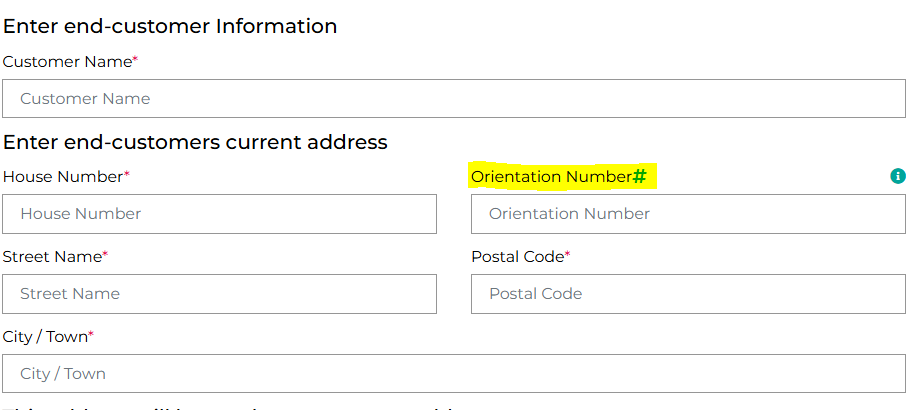 Enter end-customer Information
Customer Name*
Customer Name
Enter end-customers current address
House Number*
Orientation Number#
House Number
Orientation Number
Street Name*
Postal Code*
Street Name
Postal Code
City / Town*
City / Town